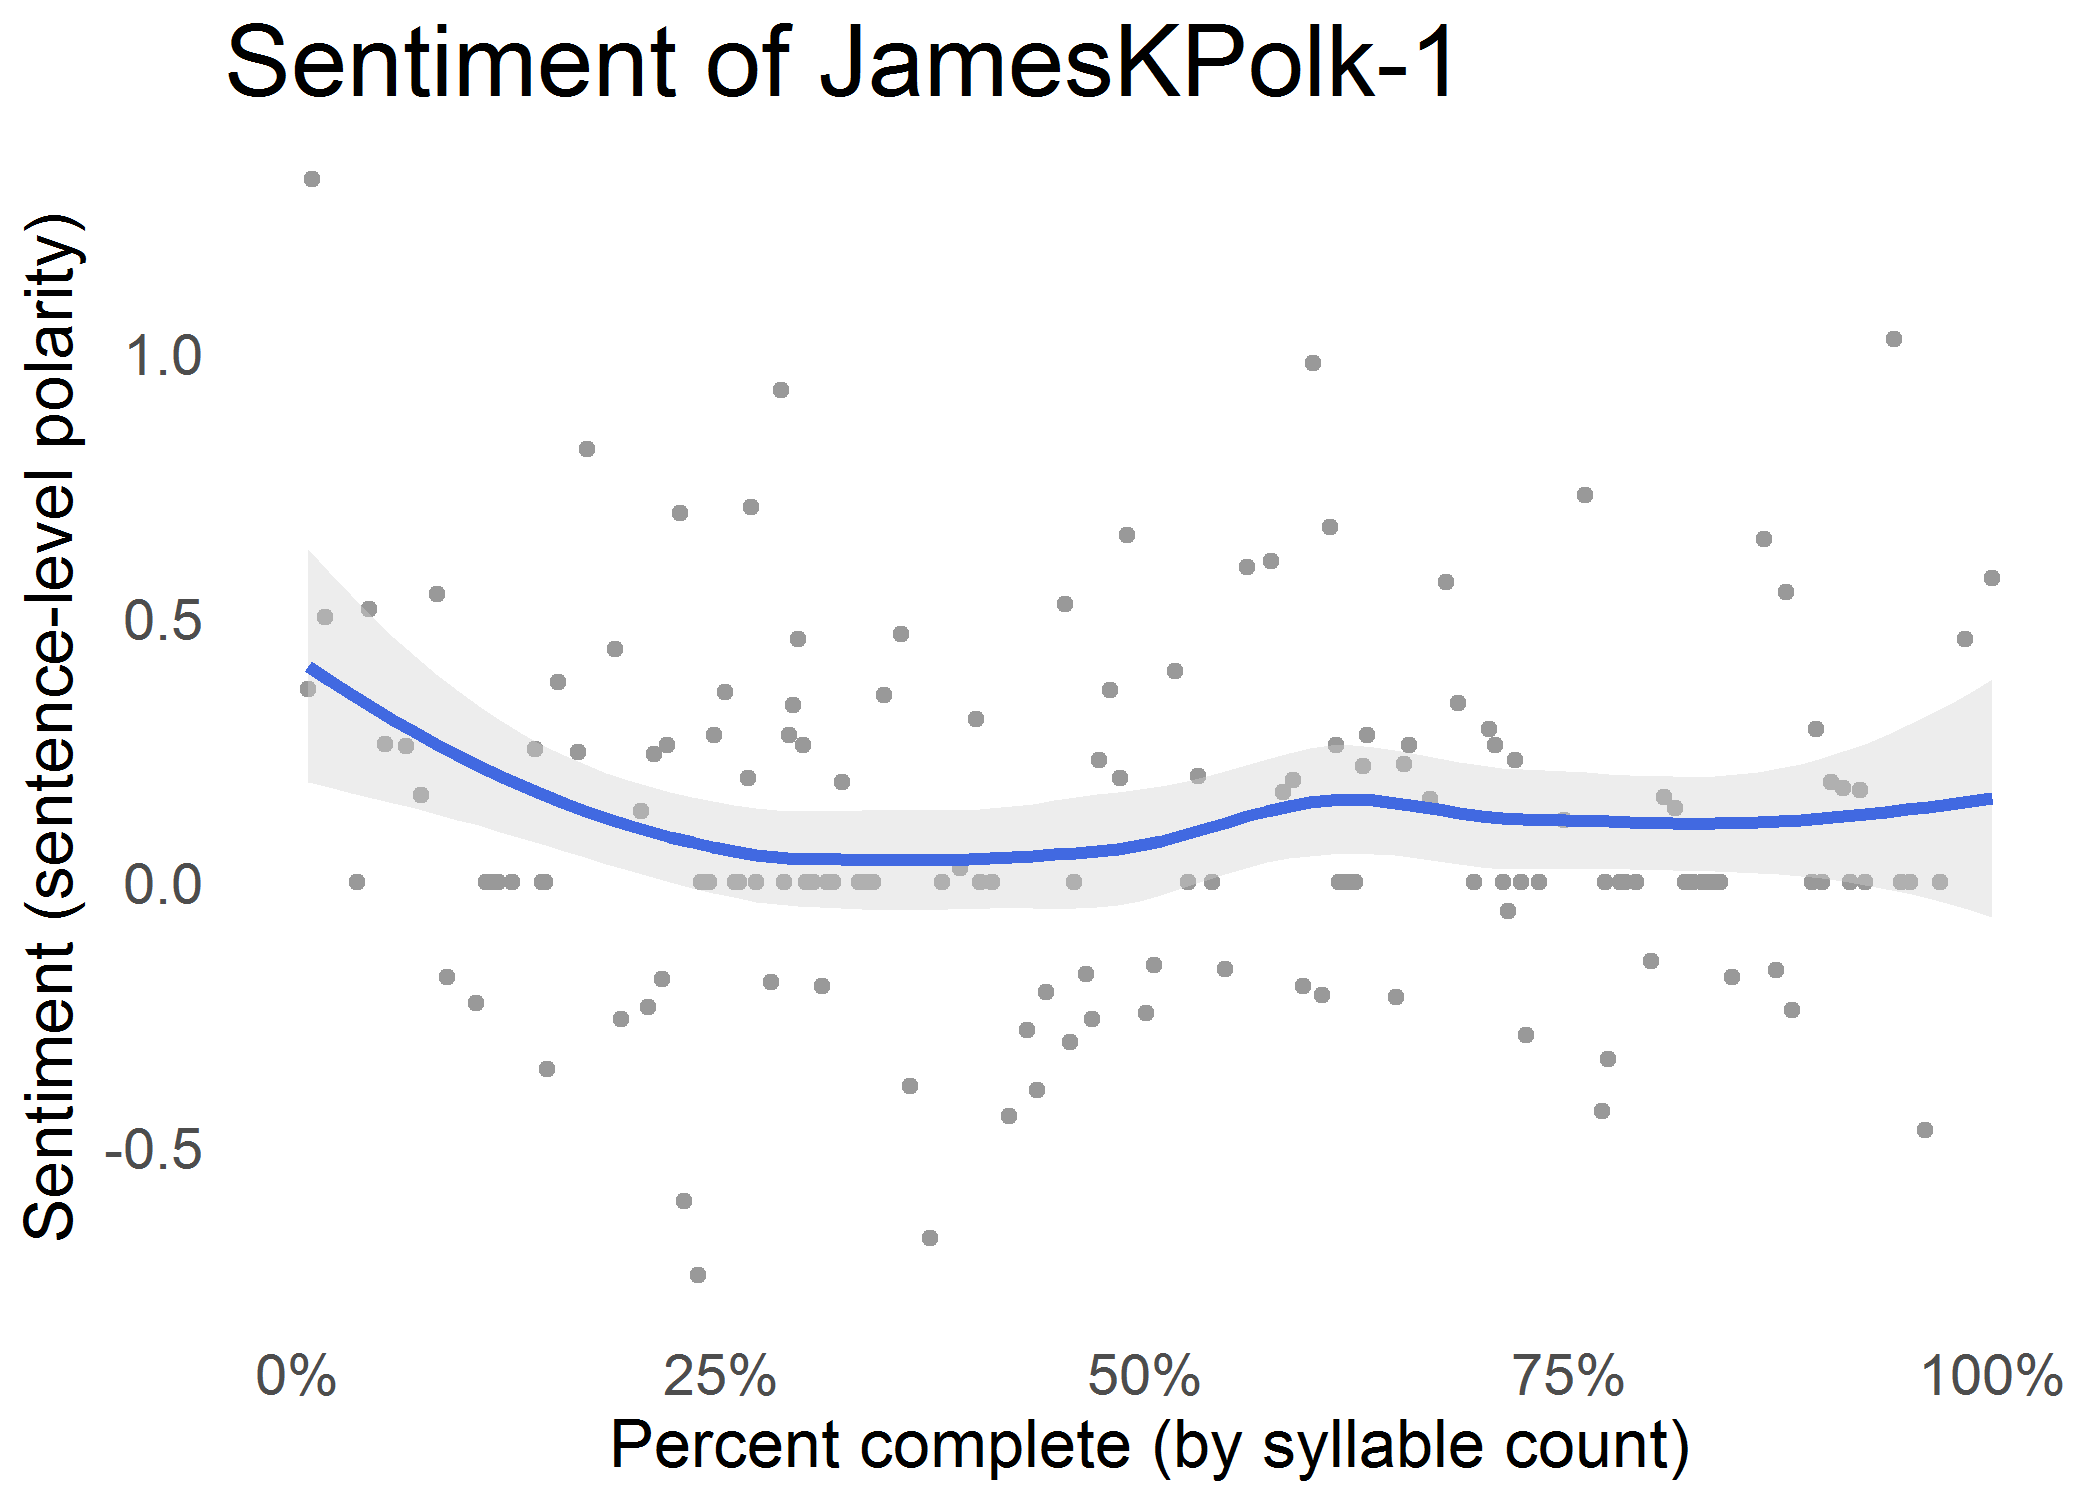 Sentiment of JamesKPolk-1
Sentiment (sentence-level polarity)
1.0
0.5
0.0
-0.5
0% 25% 50% 75% 100%
Percent complete (by syllable count)